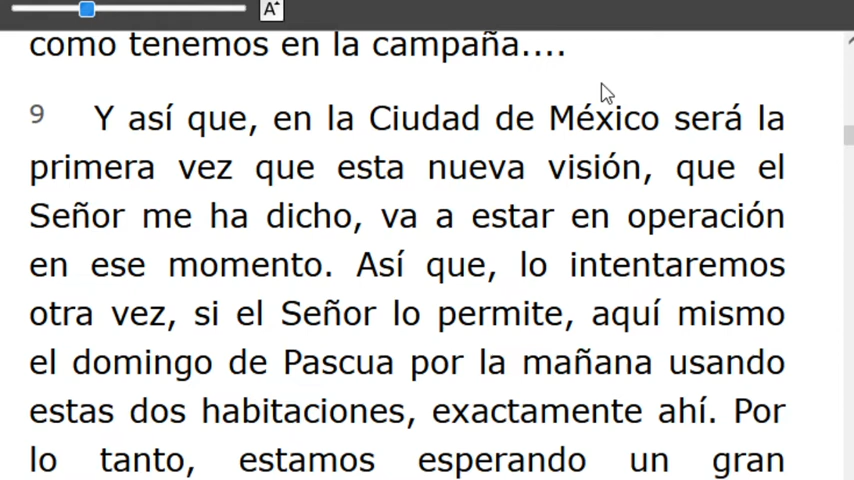 A
como tenemos en la campaña....
9 Y así que, en la Ciudad de México será la
primera vez que esta nueva visión, que el
Señor me ha dicho, va a estar en operación
en ese momento. Así que, lo intentaremos
otra vez, si el Señor lo permite, aquí mismo
el domingo de Pascua por la mañana usando
estas dos habitaciones, exactamente ahí. Por
lo tanto, estamos esperando un gran